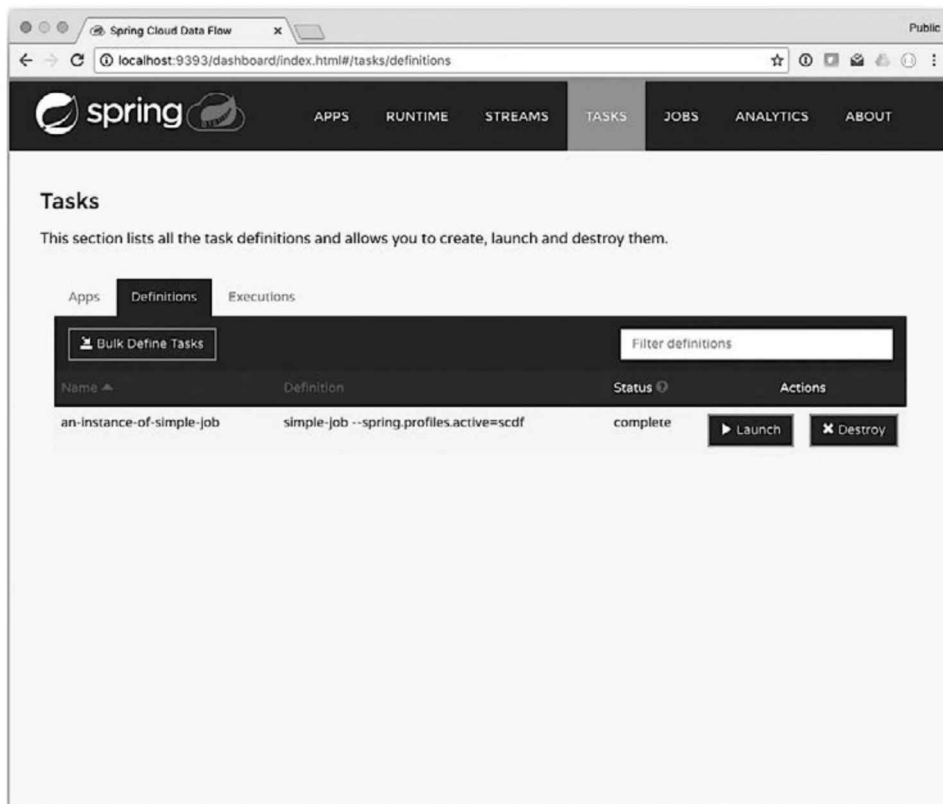 Spring Cloud Data Flow x
Public
localhost:9393/dashboard/index.html#/tasks/definitions
spring
APPS RUNTIME STREAMS TASKS JOBS ANALYTICS ABOUT
Tasks
This section lists all the task definitions and allows you to create, launch and destroy them.
Apps Definitions Executions
Bulk Define Tasks
Filter definitions
Name Definition Status Actions
an-instance-of-simple-job simple-job --spring.profiles.active=scdf complete Launch Destroy